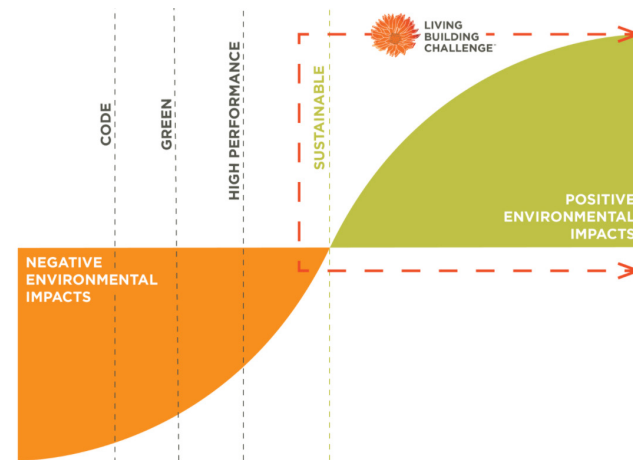 LIVING
BUILDING
CHALLENGE
CODE
GREEN
HIGH PERFORMANCE
SUSTAINABLE
POSITIVE
ENVIRONMENTAL
IMPACTS
NEGATIVE
ENVIRONMENTAL
IMPACTS